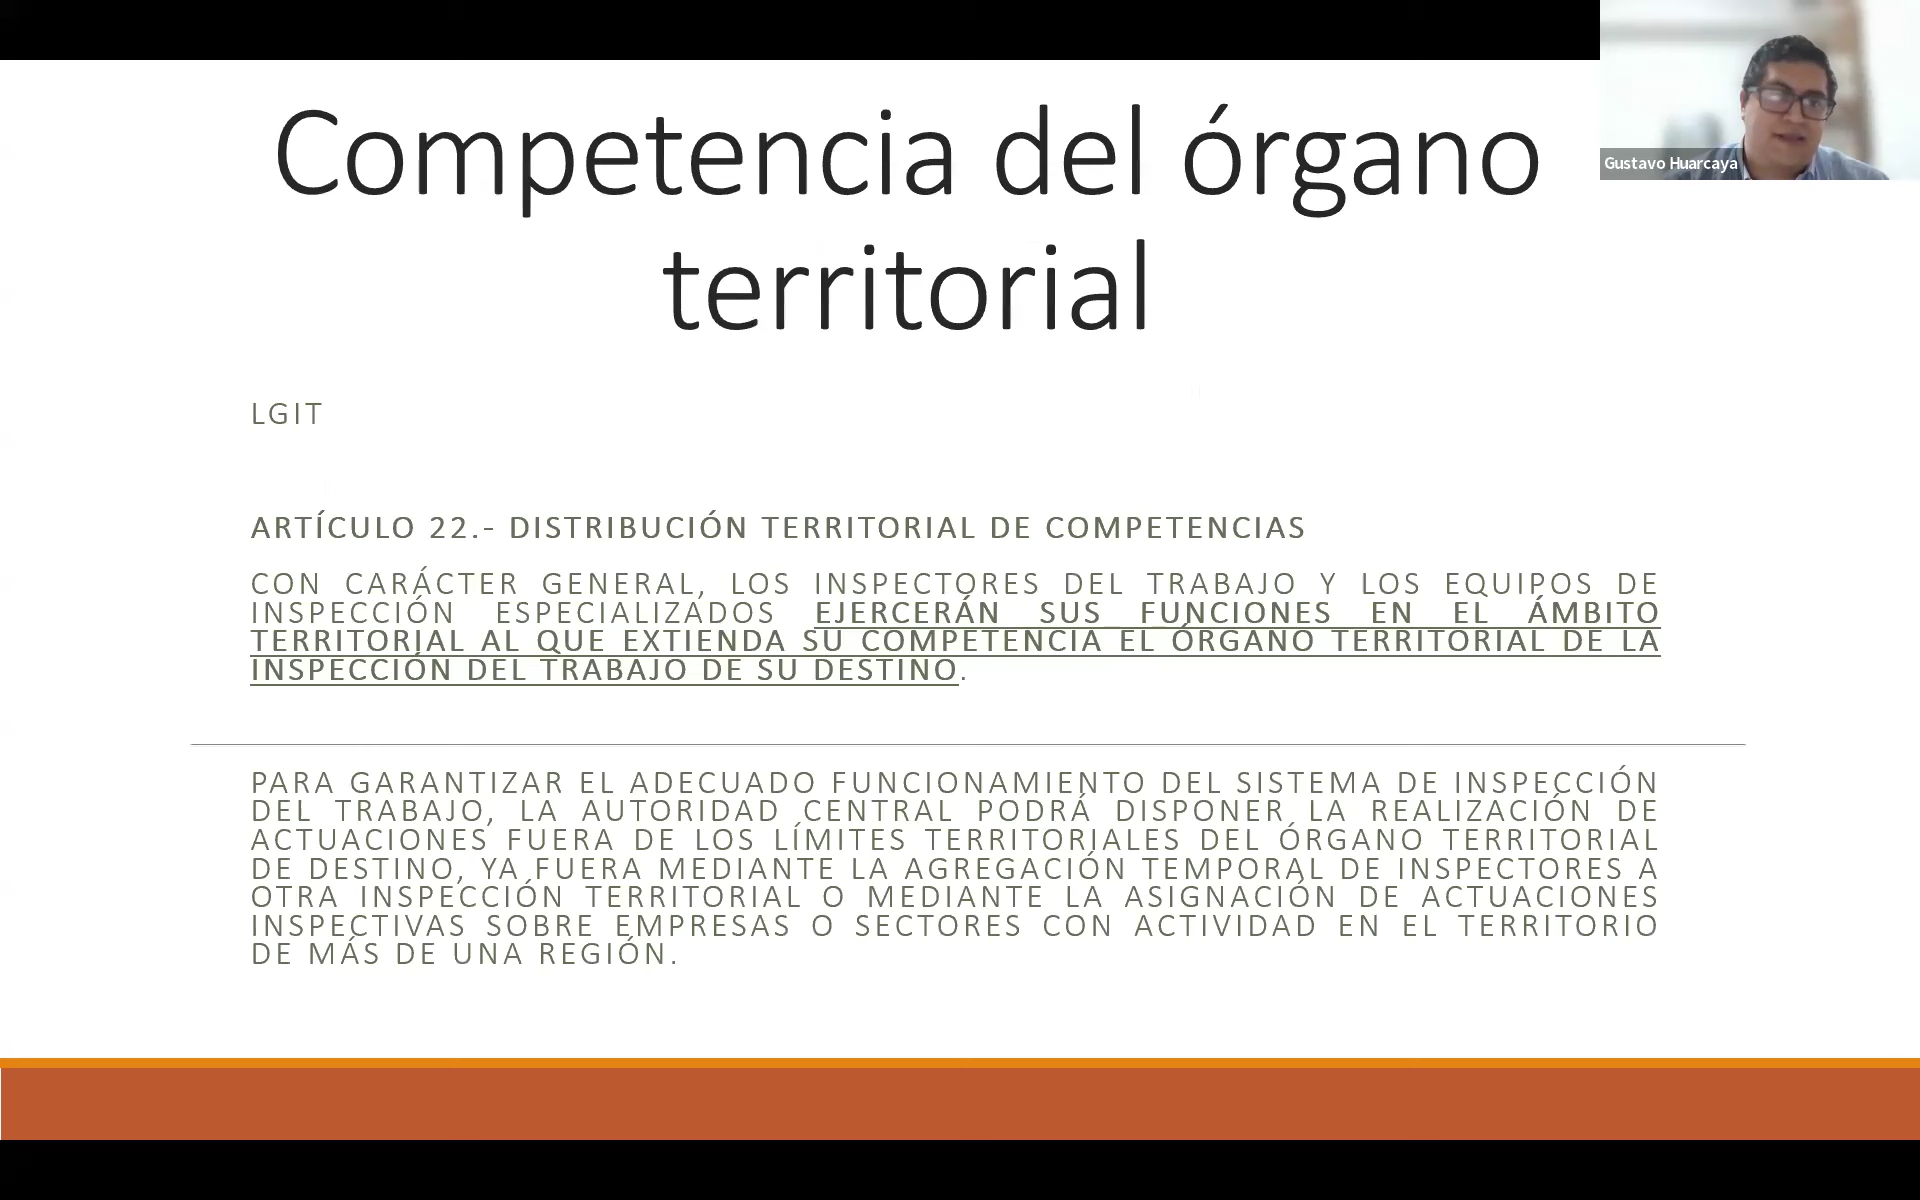 Competencia del órgano
territorial
Gustavo Huarcaya
LGIT
ARTÍCULO 22.- DISTRIBUCIÓN TERRITORIAL DE COMPETENCIAS
CON CARÁCTER GENERAL, LOS INSPECTORES DEL TRABAJO Y LOS EQUIPOS DE
INSPECCIÓN ESPECIALIZADOS EJERCERÁN SUS FUNCIONES EN EL ÁMBITO
TERRITORIAL AL QUE EXTIENDA SU COMPETENCIA EL ÓRGANO TERRITORIAL DE LA
INSPECCIÓN DEL TRABAJO DE SU DESTINO.
PARA GARANTIZAR EL ADECUADO FUNCIONAMIENTO DEL SISTEMA DE INSPECCIÓN
DEL TRABAJO, LA AUTORIDAD CENTRAL PODRÁ DISPONER LA REALIZACIÓN DE
ACTUACIONES FUERA DE LOS LÍMITES TERRITORIALES DEL ÓRGANO TERRITORIAL
DE DESTINO, YA FUERA MEDIANTE LA AGREGACIÓN TEMPORAL DE INSPECTORES A
OTRA INSPECCIÓN TERRITORIAL O MEDIANTE LA ASIGNACIÓN DE ACTUACIONES
INSPECTIVAS SOBRE EMPRESAS O SECTORES CON ACTIVIDAD EN EL TERRITORIO
DE MÁS DE UNA REGIÓN.